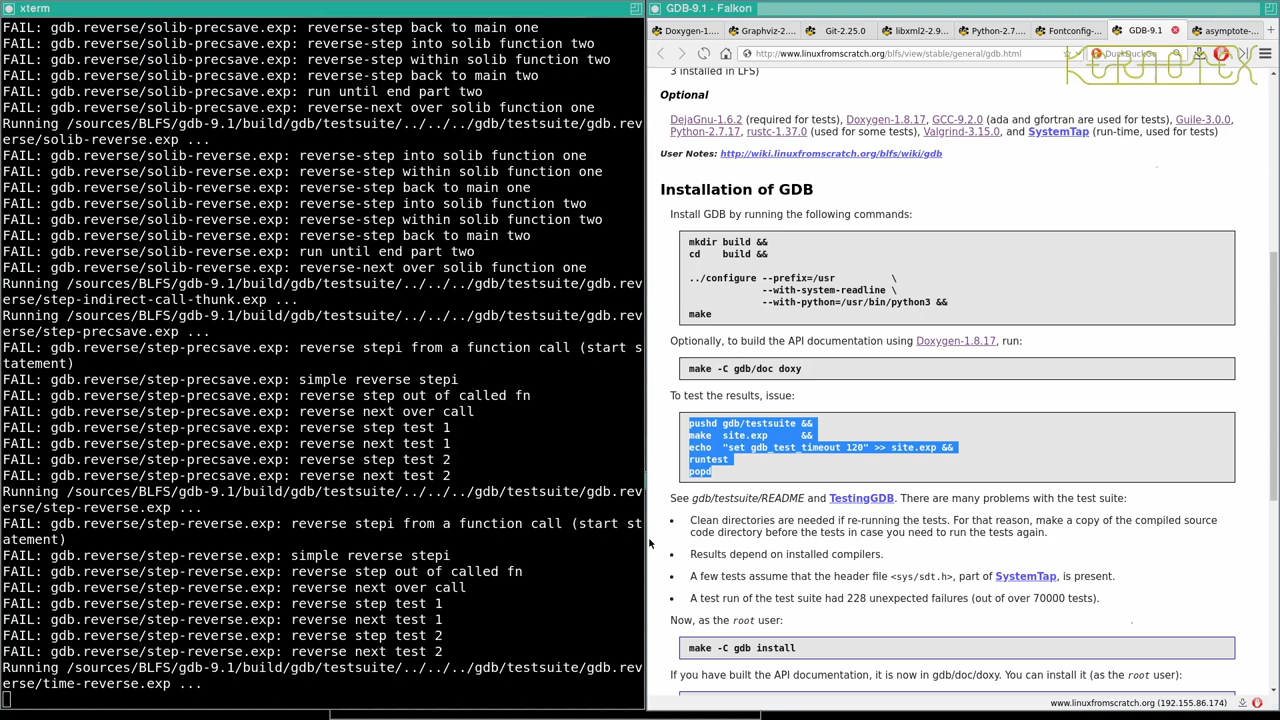 xterm
FAIL: gdb.reverse/solib-precsave.exp: reverse-step back to main one
FAIL: gdb.reverse/solib-precsave.exp: reverse-step into solib function two
FAIL: gdb.reverse/solib-precsave.exp: reverse-step within solib function two
FAIL: gdb.reverse/solib-precsave.exp: reverse-step back to main two
FAIL: gdb.reverse/solib-precsave.exp: run until end part two
FAIL: gdb.reverse/solib-precsave.exp: reverse-next over solib function one
Running /sources/BLFS/gdb-9.1/build/gdb/testsuite/../../../gdb/testsuite/gdb.rev
erse/solib-reverse.exp ...
FAIL: gdb.reverse/solib-reverse.exp: reverse-step into solib function one
FAIL: gdb.reverse/solib-reverse.exp: reverse-step within solib function one
FAIL: gdb.reverse/solib-reverse.exp: reverse-step back to main one
FAIL: gdb.reverse/solib-reverse.exp: reverse-step into solib function two
FAIL: gdb.reverse/solib-reverse.exp: reverse-step within solib function two
FAIL: gdb.reverse/solib-reverse.exp: reverse-step back to main two
FAIL: gdb.reverse/solib-reverse.exp: run until end part two
FAIL: gdb.reverse/solib-reverse.exp: reverse-next over solib function one
Running /sources/BLFS/gdb-9.1/build/gdb/testsuite/../../../gdb/testsuite/gdb.rev
erse/step-indirect-call-thunk.exp ...
Running /sources/BLFS/gdb-9.1/build/gdb/testsuite/../../../gdb/testsuite/gdb.rev
erse/step-precsave.exp ...
FAIL: gdb.reverse/step-precsave.exp: reverse stepi from a function call (start s
tatement)
FAIL: gdb.reverse/step-precsave.exp: simple reverse stepi
FAIL: gdb.reverse/step-precsave.exp: reverse step out of called fn
FAIL: gdb.reverse/step-precsave.exp: reverse next over call
FAIL: gdb.reverse/step-precsave.exp: reverse step test 1
FAIL: gdb.reverse/step-precsave.exp: reverse next test 1
FAIL: gdb.reverse/step-precsave.exp: reverse step test 2
FAIL: gdb.reverse/step-precsave.exp: reverse next test 2
Running /sources/BLFS/gdb-9.1/build/gdb/testsuite/../../../gdb/testsuite/gdb.rev
erse/step-reverse.exp ...
FAIL: gdb.reverse/step-reverse.exp: reverse stepi from a function call (start st
atement)
FAIL: gdb.reverse/step-reverse.exp: simple reverse stepi
FAIL: gdb.reverse/step-reverse.exp: reverse step out of called fn
FAIL: gdb.reverse/step-reverse.exp: reverse next over call
FAIL: gdb.reverse/step-reverse.exp: reverse step test 1
FAIL: gdb.reverse/step-reverse.exp: reverse next test 1
FAIL: gdb.reverse/step-reverse.exp: reverse step test 2
FAIL: gdb.reverse/step-reverse.exp: reverse next test 2
Running /sources/BLFS/gdb-9.1/build/gdb/testsuite/../../../gdb/testsuite/gdb.rev
erse/time-reverse.exp ...
GDB-9.1 - Falkon
Doxygen-1.... Graphviz-2.... Git-2.25.0 libxml2-2.9... Python-2.7.... Fontconfig-... GDB-9.1 asymptote-...
http://www.linuxfromscratch.org/blfs/view/stable/general/gdb.html
DuckDuckGo
3 installed in LFS)
Optional
DejaGnu-1.6.2 (required for tests), Doxygen-1.8.17, GCC-9.2.0 (ada and gfortran are used for tests), Guile-3.0.0,
Python-2.7.17, rustc-1.37.0 (used for some tests), Valgrind-3.15.0, and SystemTap (run-time, used for tests)
User Notes: http://wiki.linuxfromscratch.org/blfs/wiki/gdb
Installation of GDB
Install GDB by running the following commands:
mkdir build &&
cd    build &&
../configure --prefix=/usr          \
--with-system-readline \
--with-python=/usr/bin/python3 &&
make
Optionally, to build the API documentation using Doxygen-1.8.17, run:
make -C gdb/doc doxy
To test the results, issue:
pushd gdb/testsuite &&
make  site.exp      &&
echo  "set gdb_test_timeout 120" >> site.exp &&
runtest
popd
See gdb/testsuite/README and TestingGDB. There are many problems with the test suite:
• Clean directories are needed if re-running the tests. For that reason, make a copy of the compiled source
code directory before the tests in case you need to run the tests again.
• Results depend on installed compilers.
• A few tests assume that the header file <sys/sdt.h>, part of SystemTap, is present.
• A test run of the test suite had 228 unexpected failures (out of over 70000 tests).
Now, as the root user:
make -C gdb install
If you have built the API documentation, it is now in gdb/doc/doxy. You can install it (as the root user):
www.linuxfromscratch.org (192.155.86.174)